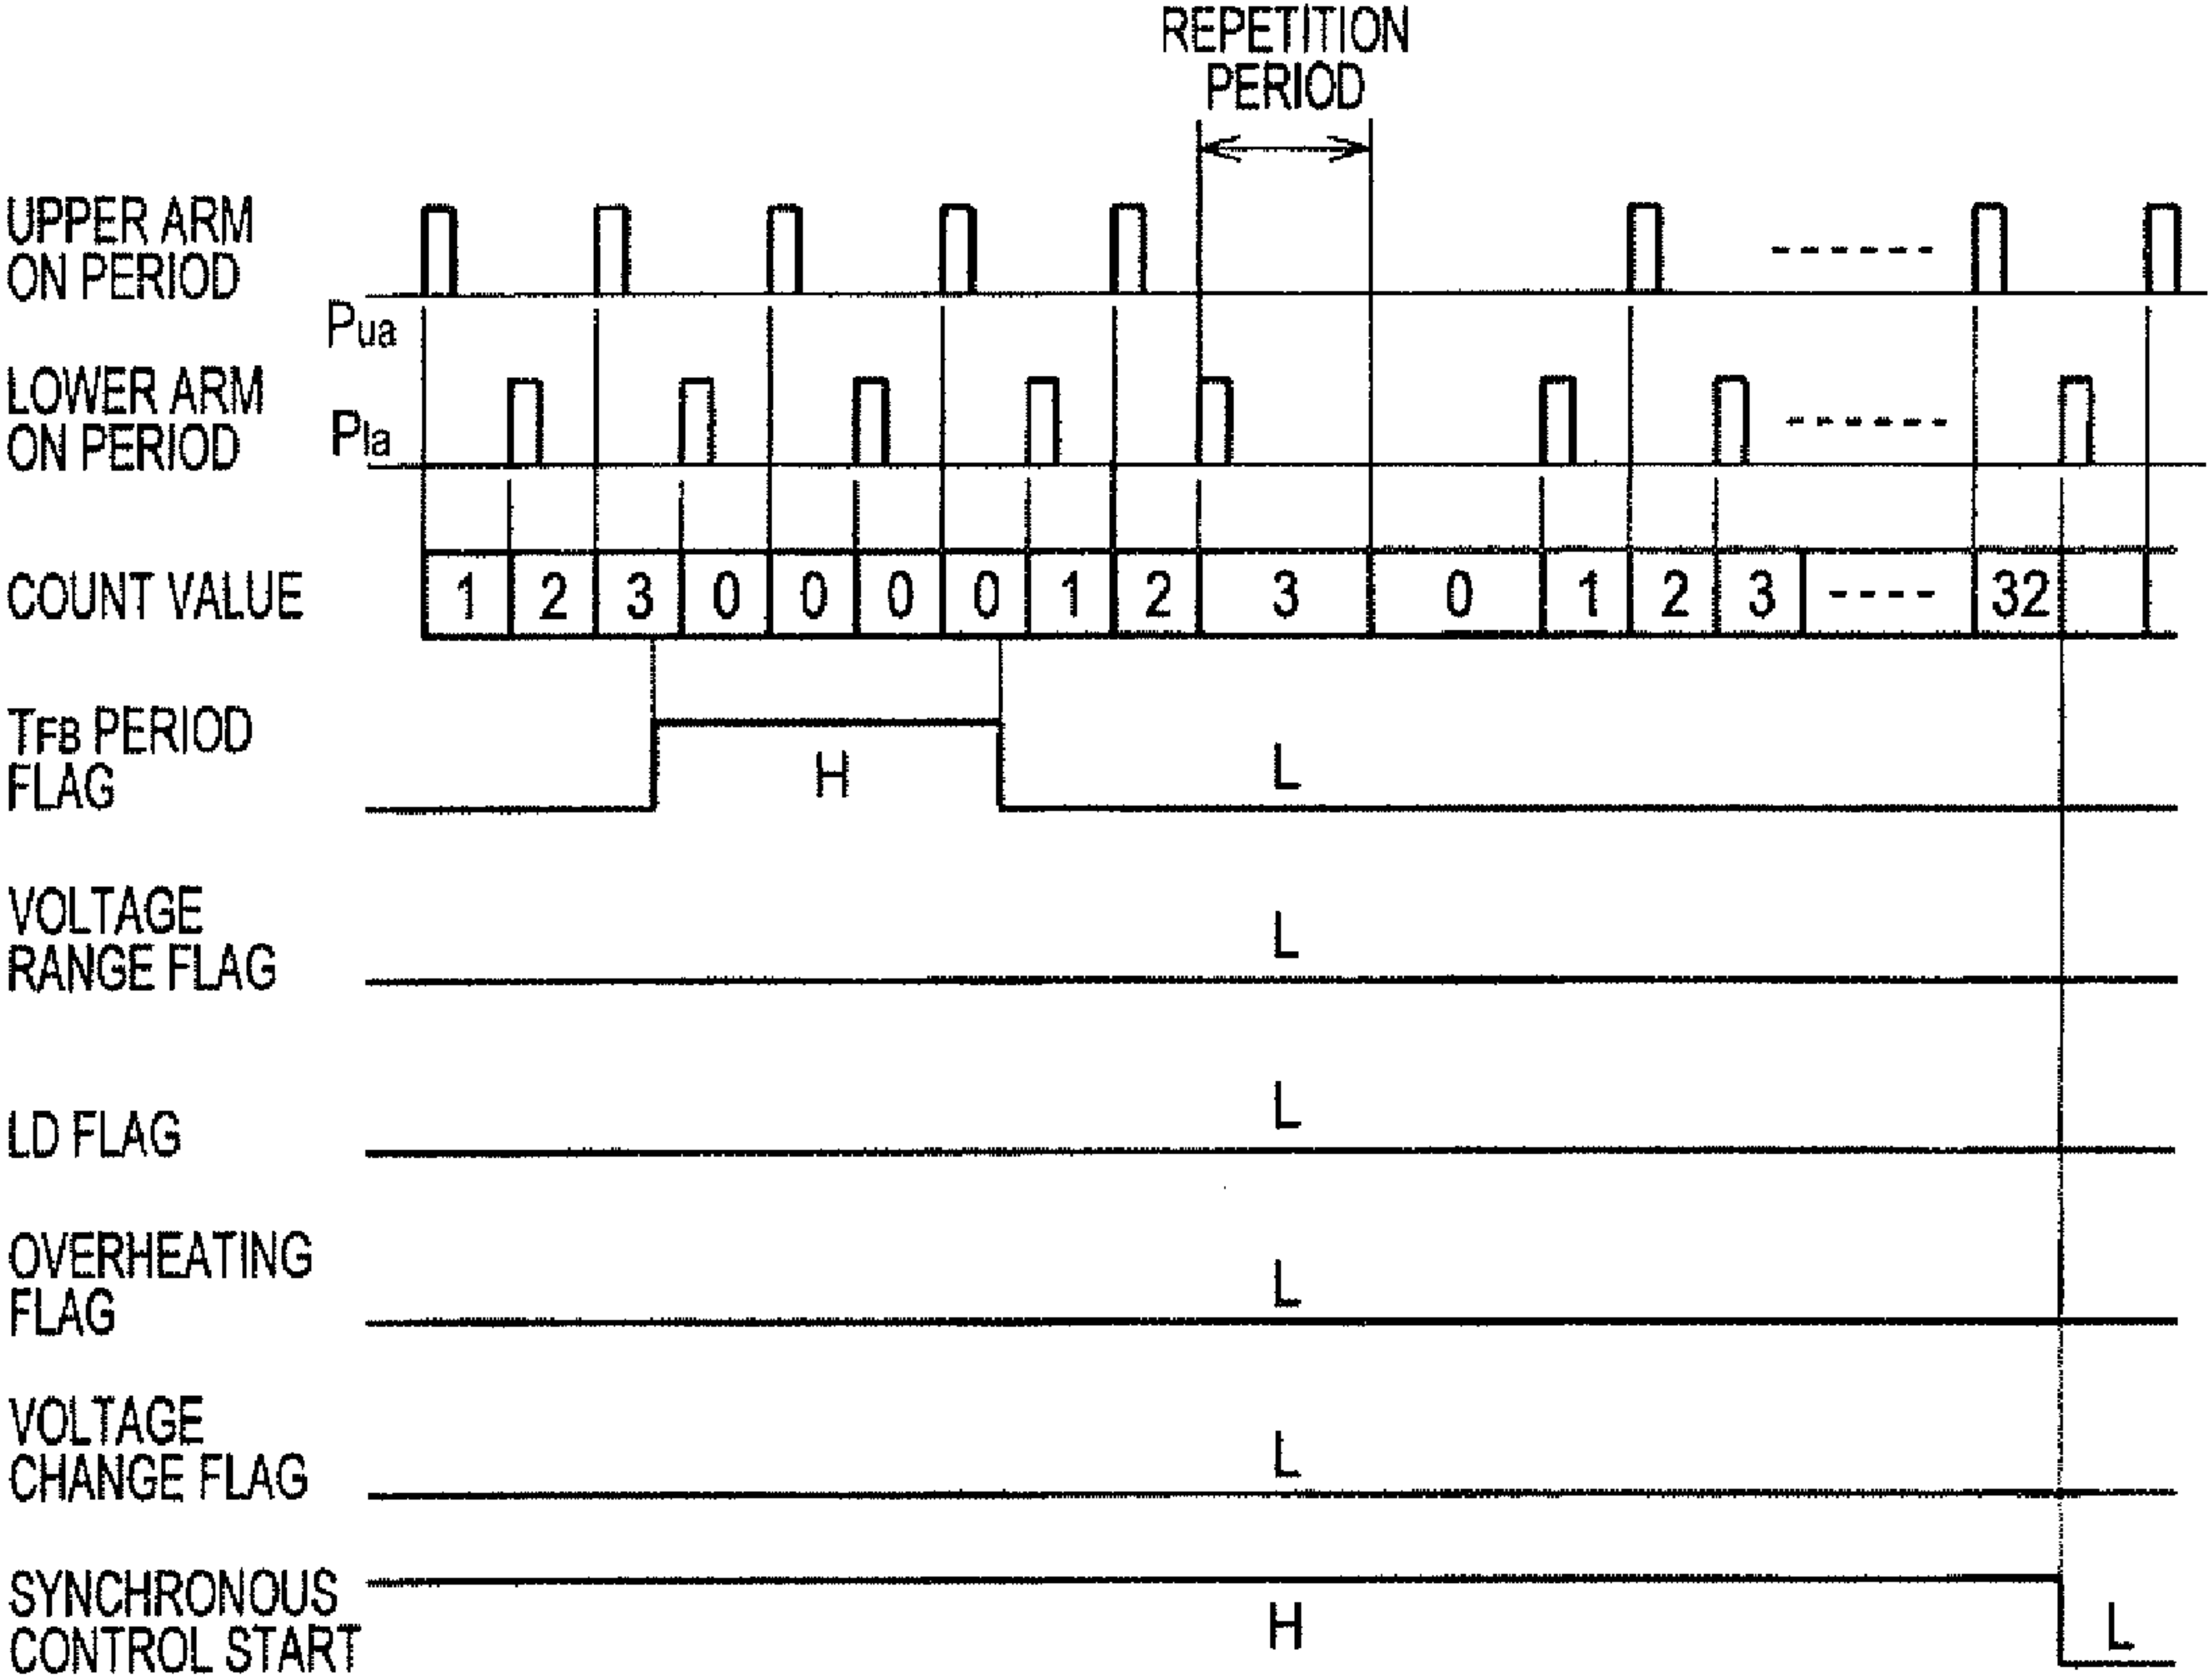 REPETITION
PERIOD
UPPER ARM
ON PERIOD
Pua
LOWER ARM
ON PERIOD
Pla
COUNT VALUE
1 2 3 0 0 0 0 1 2 3 0 1 2 3 ---- 32
TFB PERIOD
FLAG
H
L
VOLTAGE
RANGE FLAG
L
LD FLAG
L
OVERHEATING
FLAG
L
VOLTAGE
CHANGE FLAG
L
SYNCHRONOUS
CONTROL START
H
L